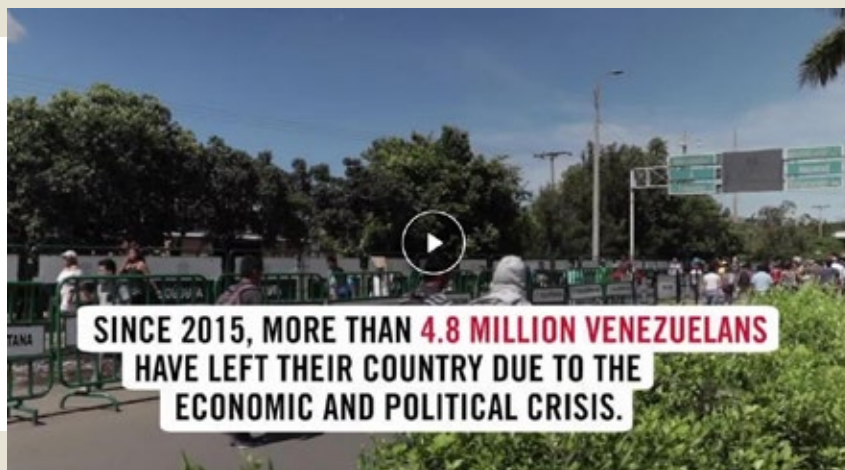 SINCE 2015, MORE THAN 4.8 MILLION VENEZUELANS
HAVE LEFT THEIR COUNTRY DUE TO THE
ECONOMIC AND POLITICAL CRISIS.
TANA